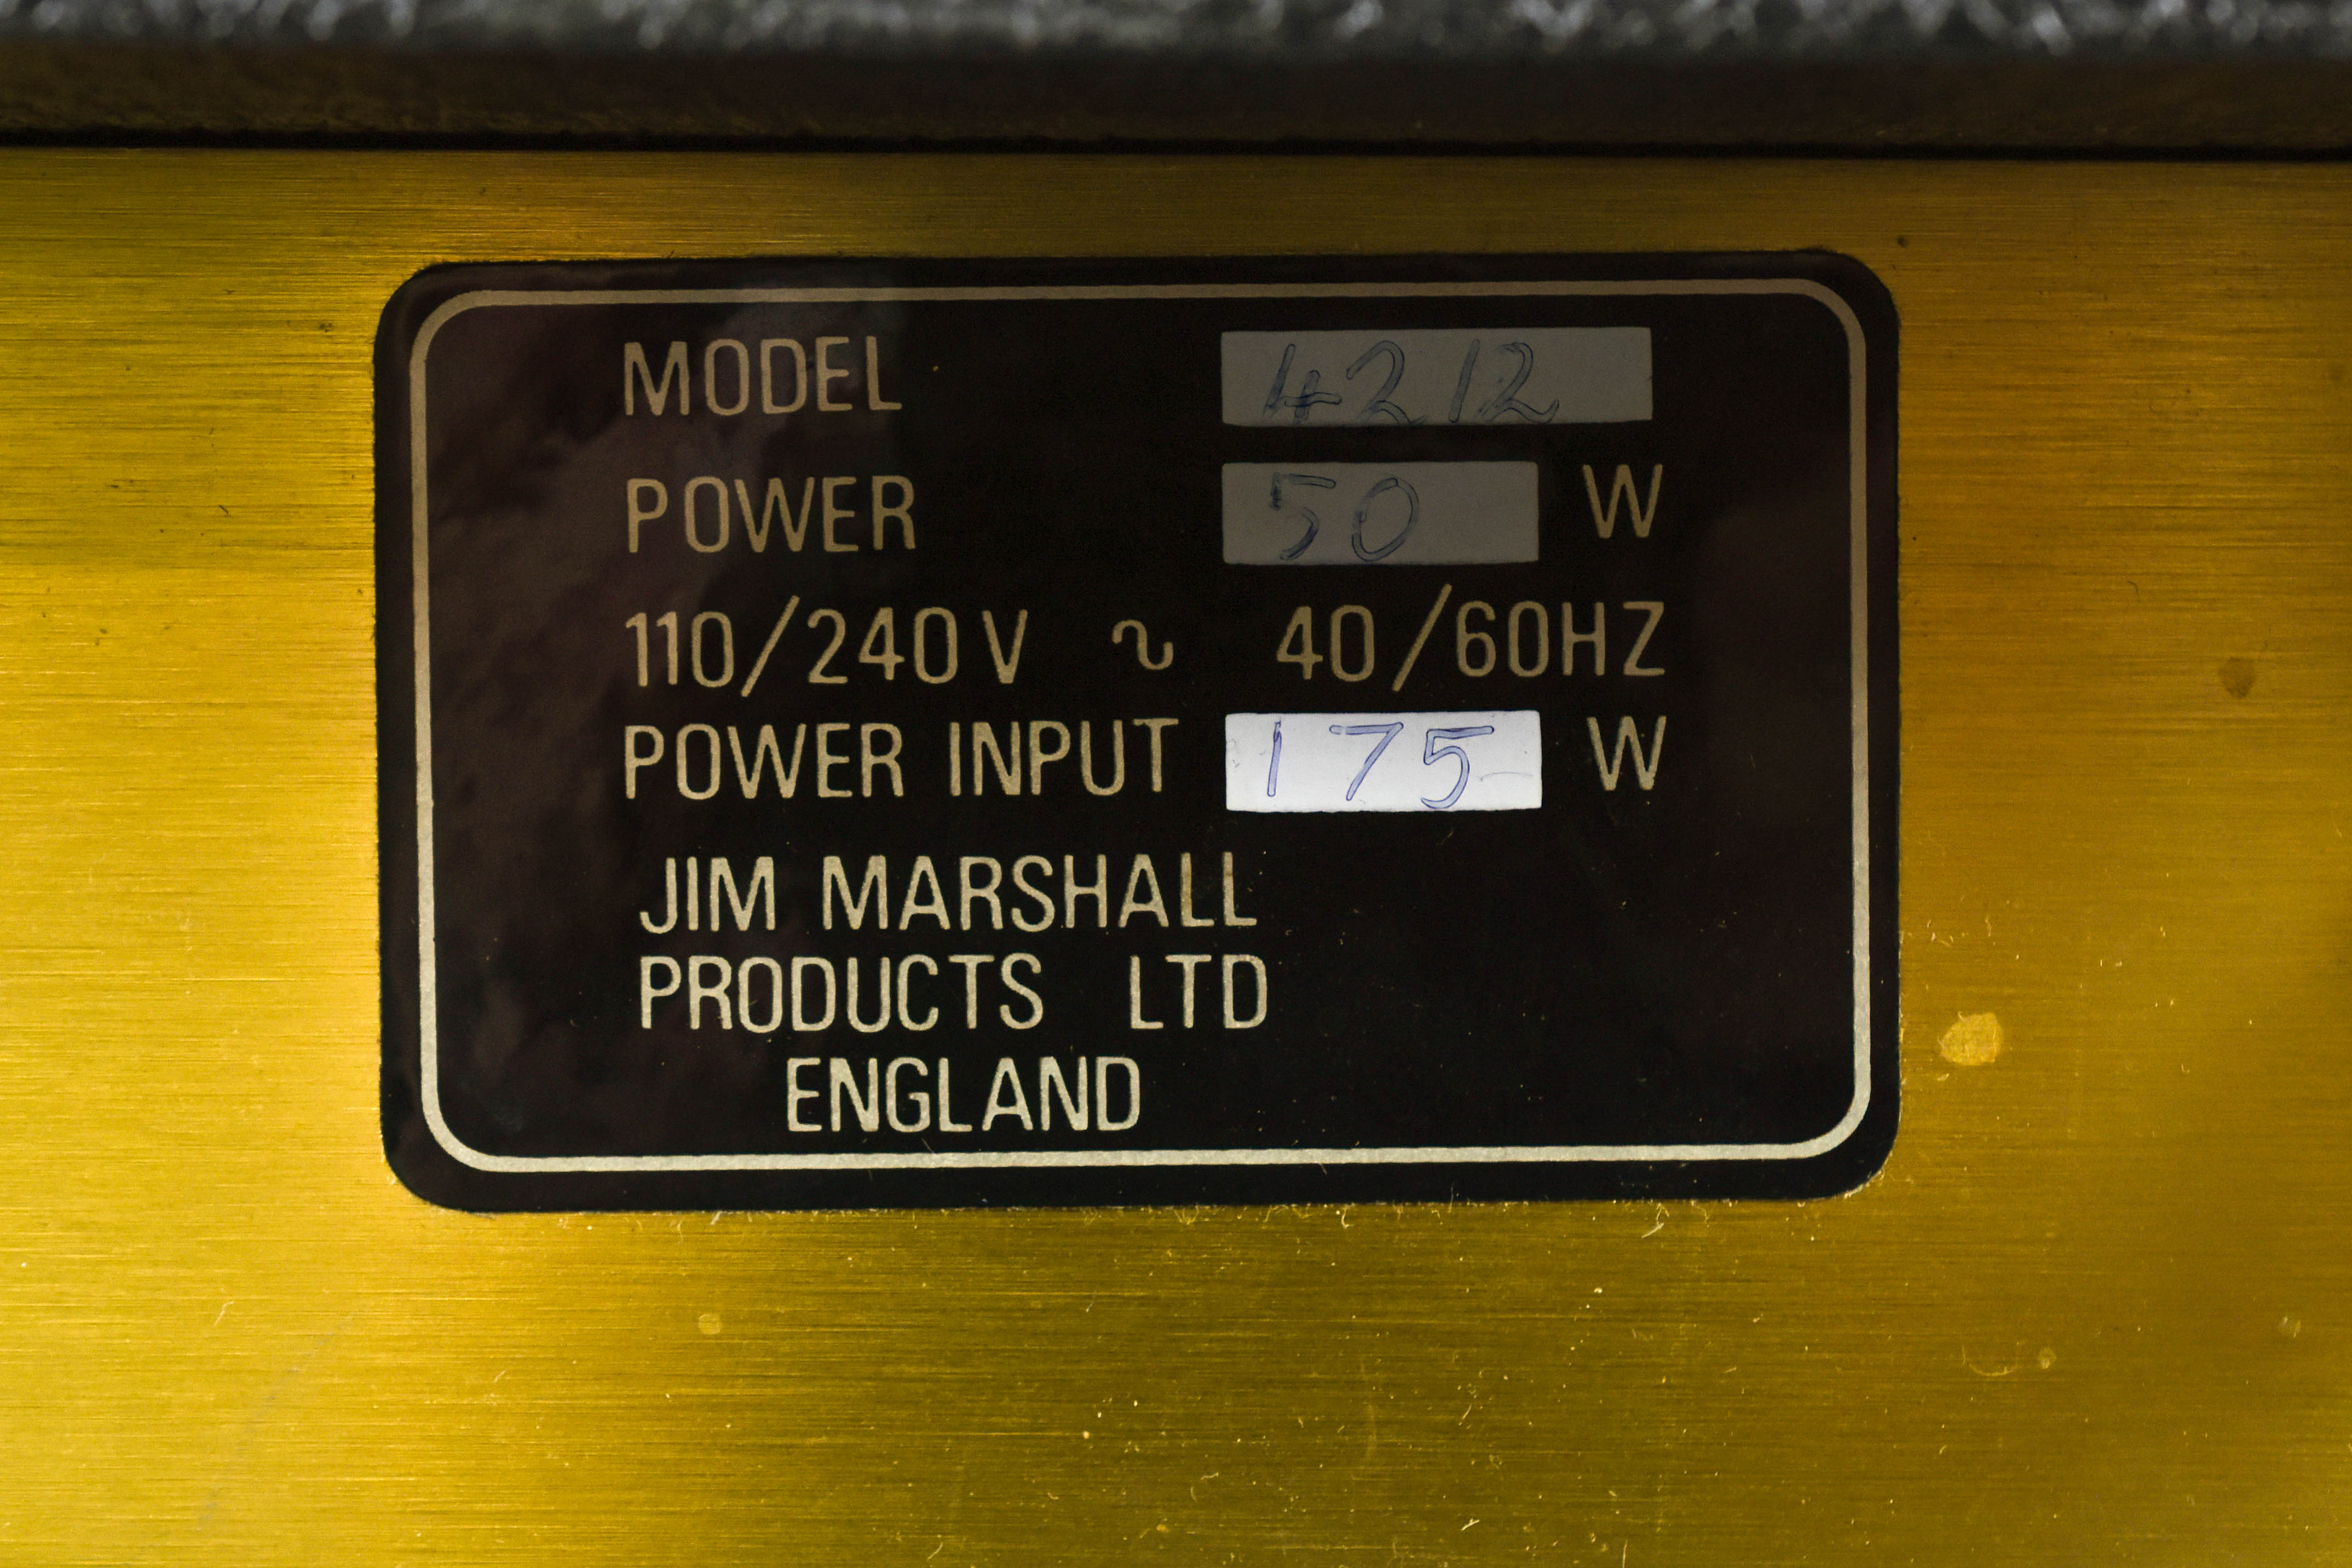 MODEL 4212
POWER 50 W
110/240V ∿ 40/60HZ
POWER INPUT 175 W
JIM MARSHALL
PRODUCTS LTD
ENGLAND